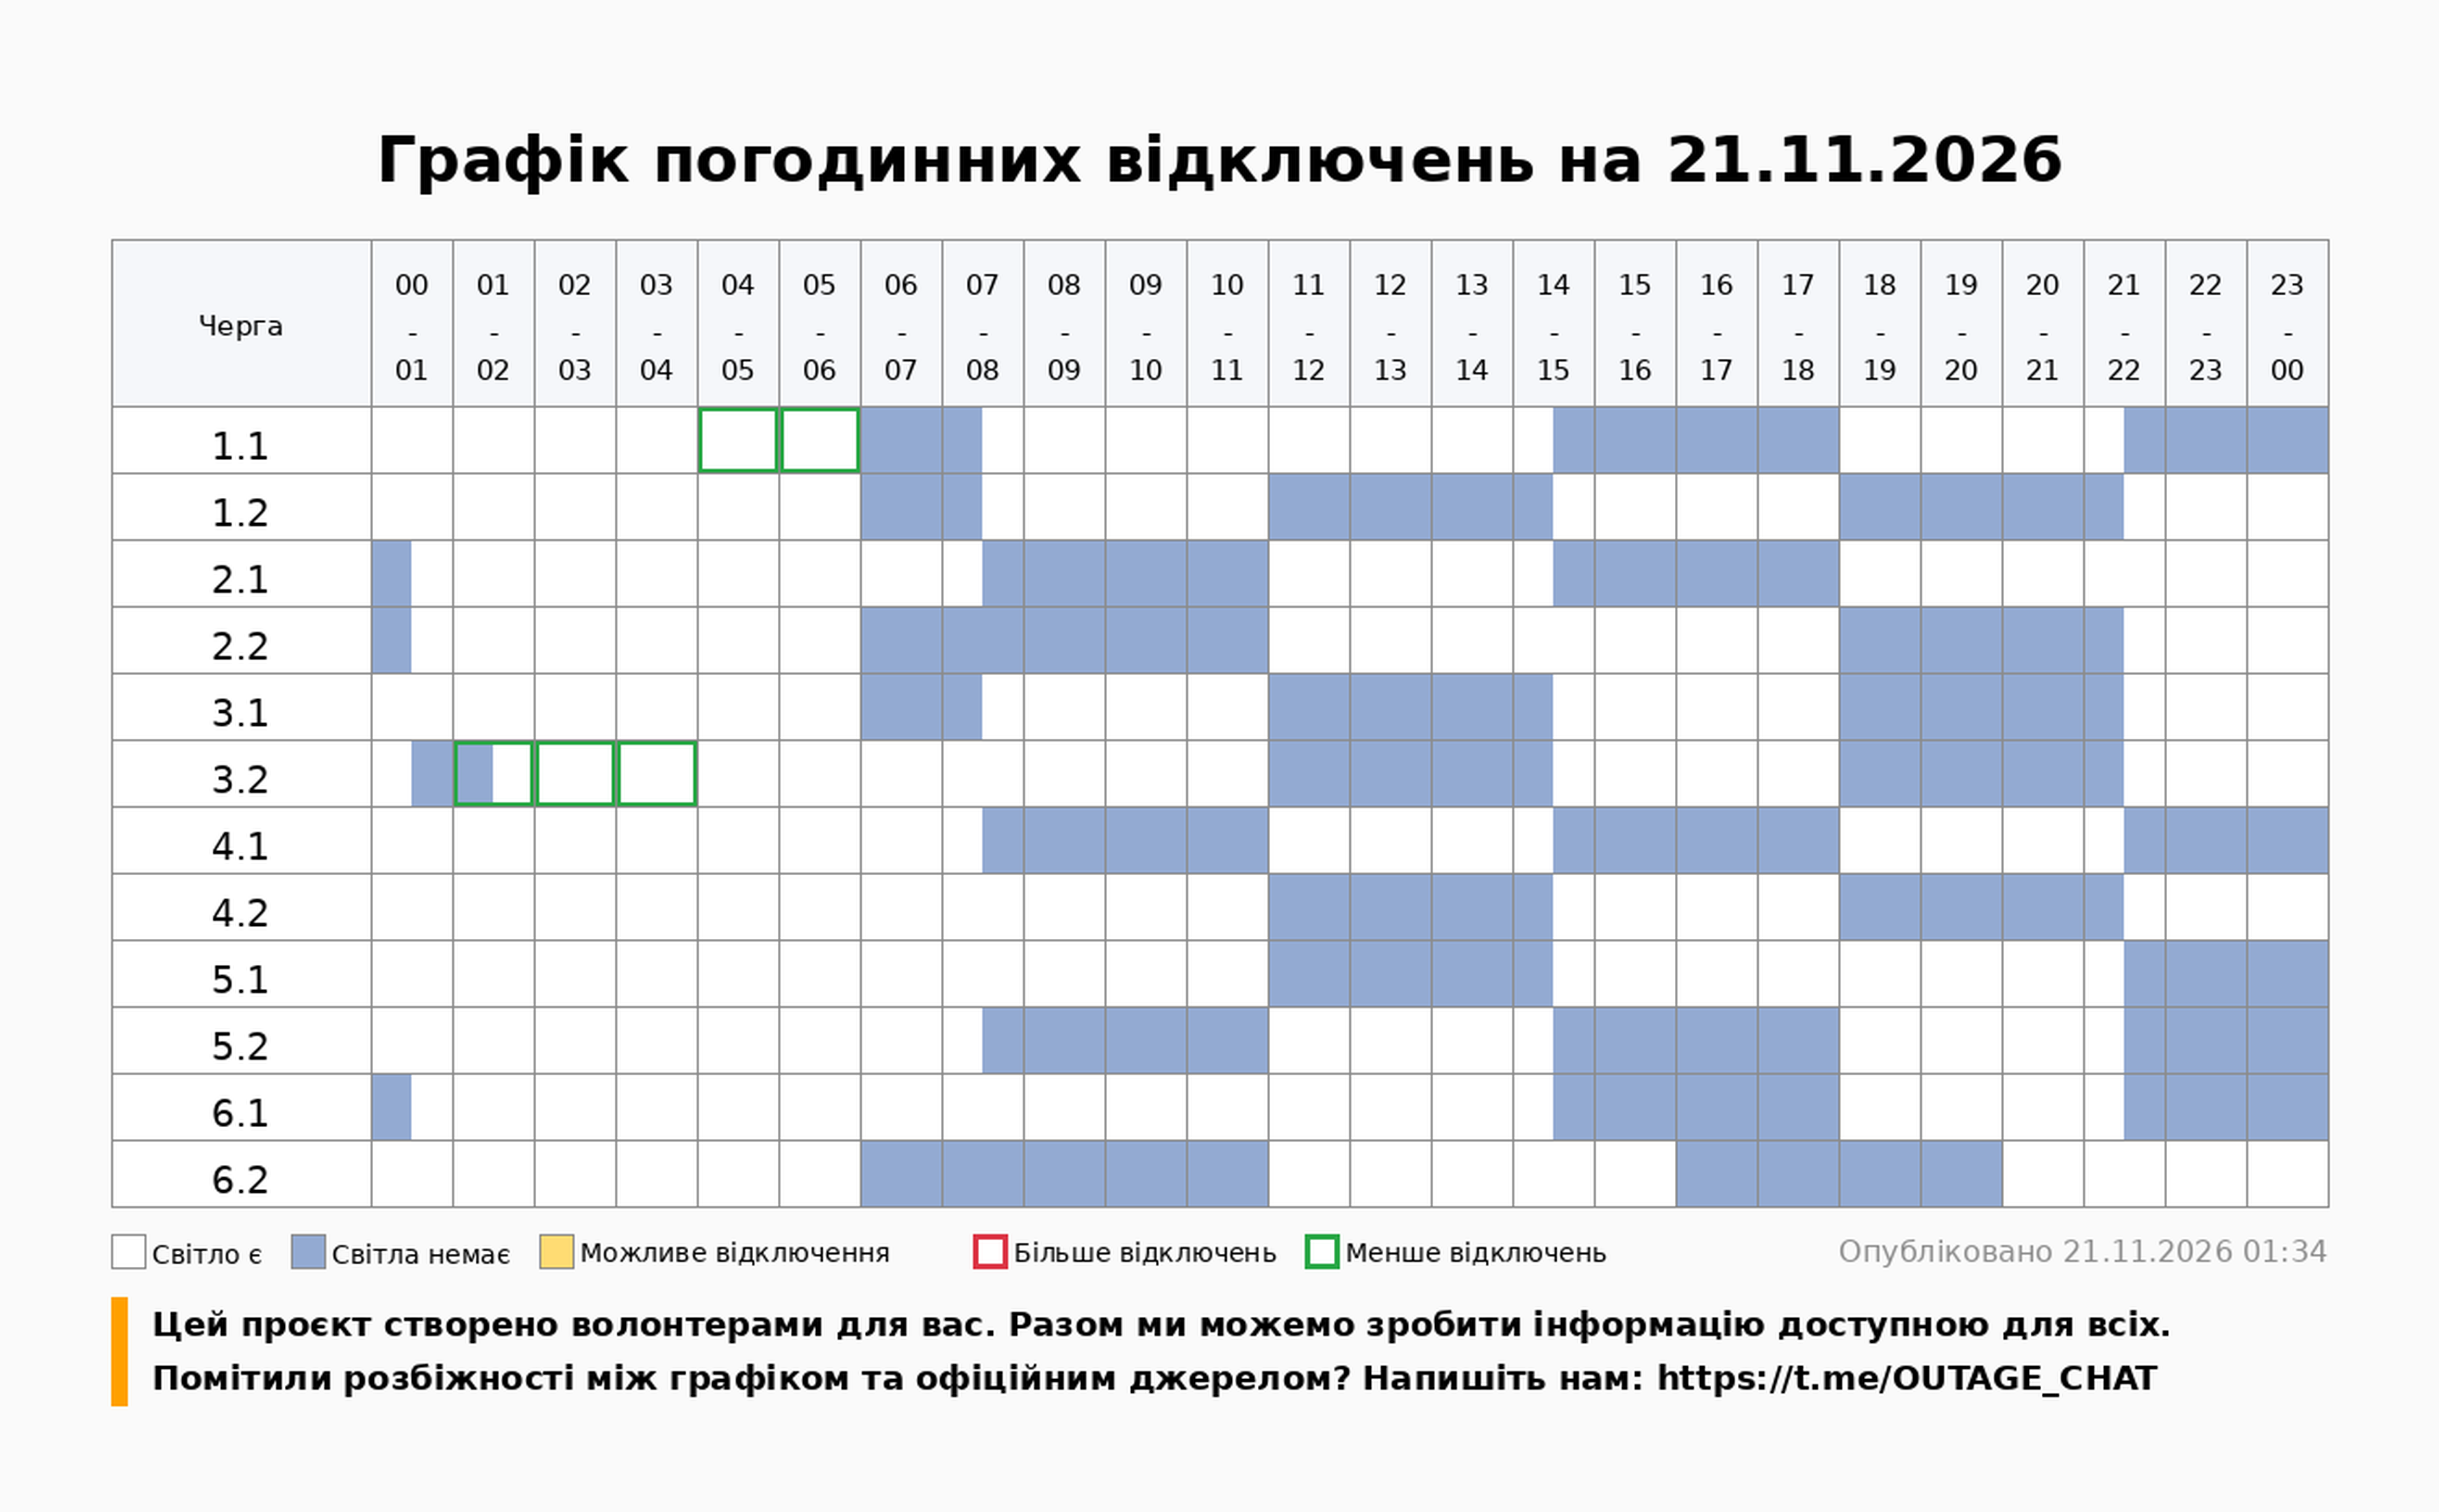 Графік погодинних відключень на 21.11.2026
Черга
00 - 01
01 - 02
02 - 03
03 - 04
04 - 05
05 - 06
06 - 07
07 - 08
08 - 09
09 - 10
10 - 11
11 - 12
12 - 13
13 - 14
14 - 15
15 - 16
16 - 17
17 - 18
18 - 19
19 - 20
20 - 21
21 - 22
22 - 23
23 - 00
1.1
1.2
2.1
2.2
3.1
3.2
4.1
4.2
5.1
5.2
6.1
6.2
Світло є Світла немає Можливе відключення Більше відключень Менше відключень Опубліковано 21.11.2026 01:34
Цей проєкт створено волонтерами для вас. Разом ми можемо зробити інформацію доступною для всіх.
Помітили розбіжності між графіком та офіційним джерелом? Напишіть нам: https://t.me/OUTAGE_CHAT